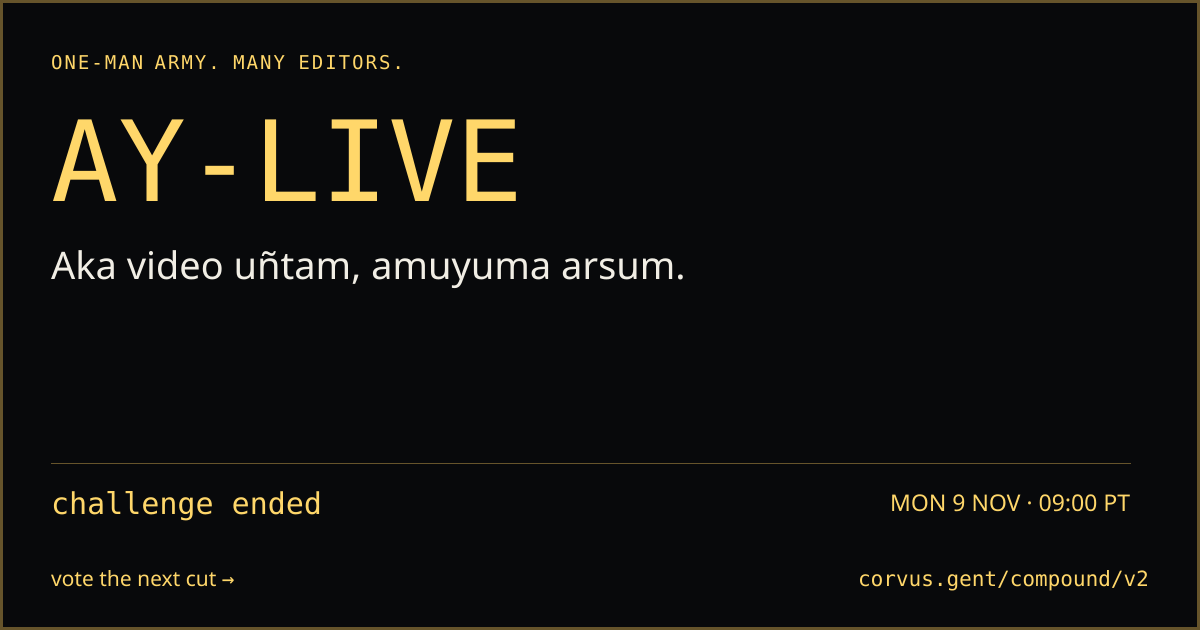 ONE-MAN ARMY. MANY EDITORS.
AY-LIVE
Aka video uñtam, amuyuma arsum.
challenge ended
MON 9 NOV · 09:00 PT
vote the next cut →
corvus.gent/compound/v2